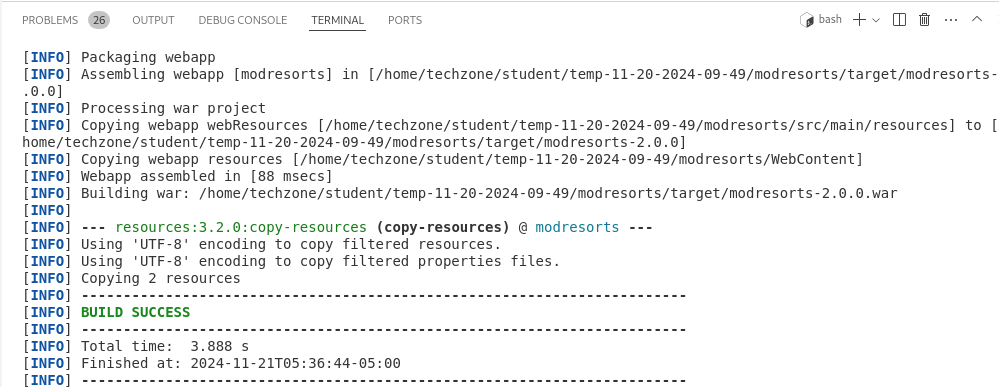 PROBLEMS 26 OUTPUT DEBUG CONSOLE TERMINAL PORTS bash
[INFO] Packaging webapp
[INFO] Assembling webapp [modresorts] in [/home/techzone/student/temp-11-20-2024-09-49/modresorts/target/modresorts-
.0.0]
[INFO] Processing war project
[INFO] Copying webapp webResources [/home/techzone/student/temp-11-20-2024-09-49/modresorts/src/main/resources] to [
home/techzone/student/temp-11-20-2024-09-49/modresorts/target/modresorts-2.0.0]
[INFO] Copying webapp resources [/home/techzone/student/temp-11-20-2024-09-49/modresorts/WebContent]
[INFO] Webapp assembled in [88 msecs]
[INFO] Building war: /home/techzone/student/temp-11-20-2024-09-49/modresorts/target/modresorts-2.0.0.war
[INFO]
[INFO] --- resources:3.2.0:copy-resources (copy-resources) @ modresorts ---
[INFO] Using 'UTF-8' encoding to copy filtered resources.
[INFO] Using 'UTF-8' encoding to copy filtered properties files.
[INFO] Copying 2 resources
[INFO] ------------------------------------------------------------------------
[INFO] BUILD SUCCESS
[INFO] ------------------------------------------------------------------------
[INFO] Total time:  3.888 s
[INFO] Finished at: 2024-11-21T05:36:44-05:00
[INFO] ------------------------------------------------------------------------